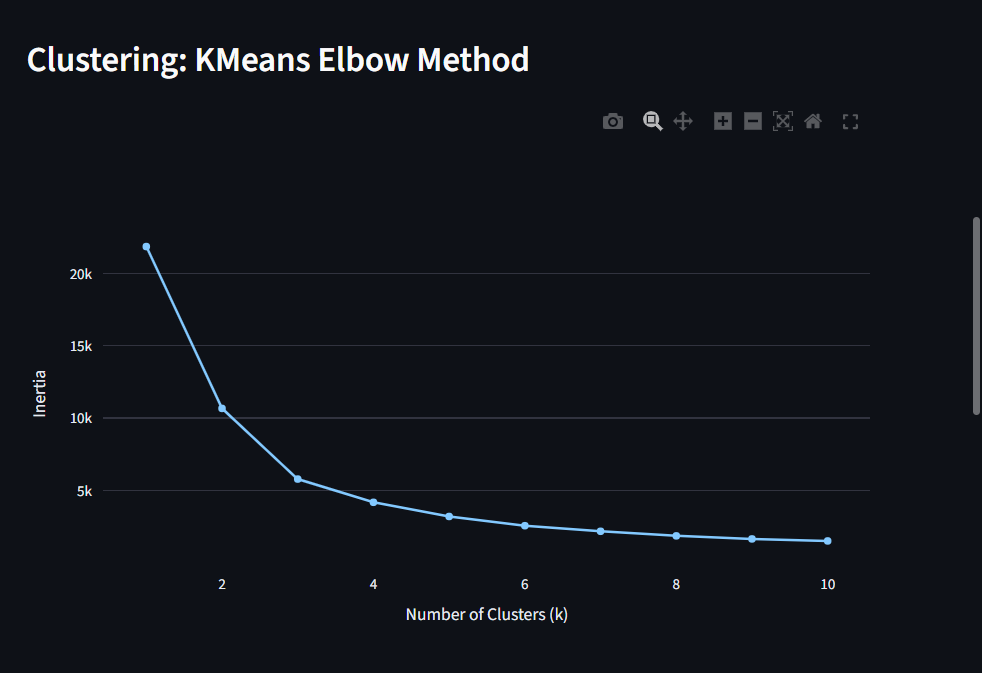 Clustering: KMeans Elbow Method
20k
15k
10k
5k
Inertia
2 4 6 8 10
Number of Clusters (k)